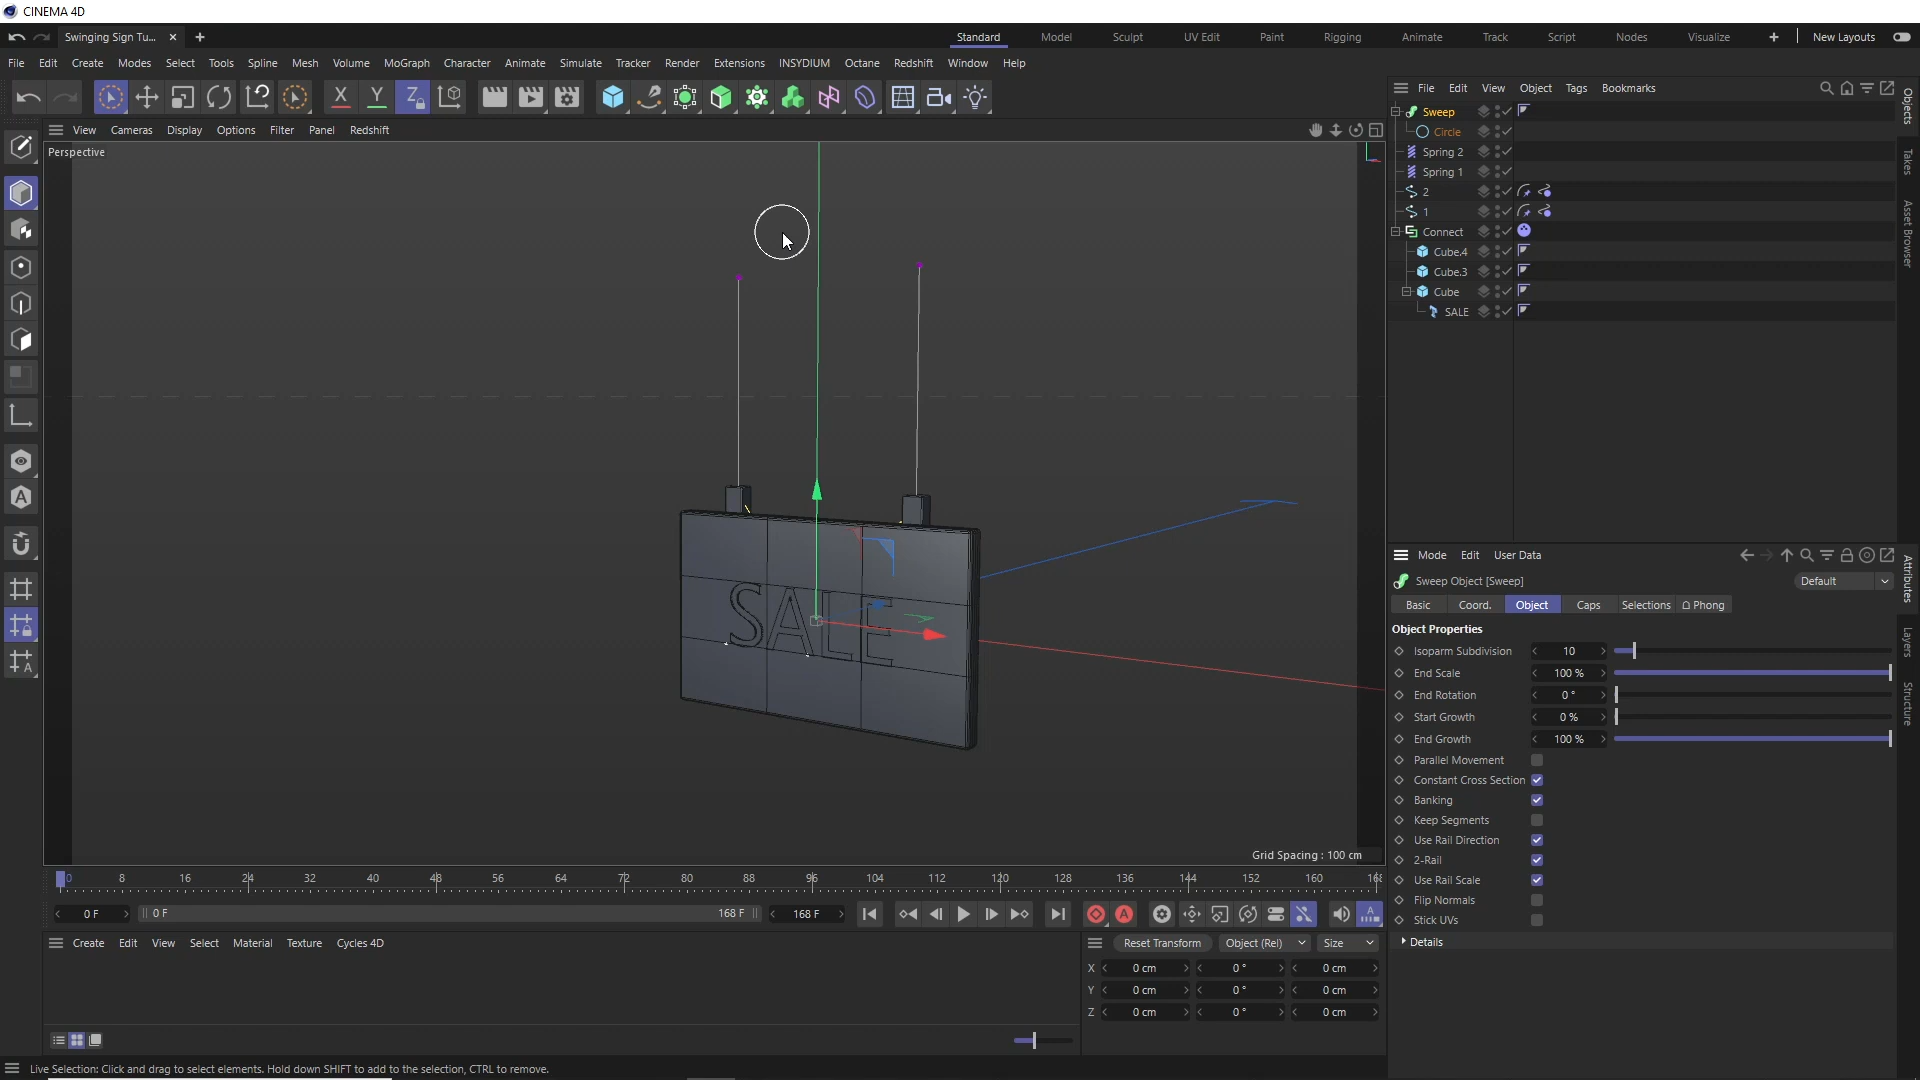 CINEMA 4D
Swinging Sign Tu...
Standard Model Sculpt UV Edit Paint Rigging Animate Track Script Nodes Visualize New Layouts
File Edit Create Modes Select Tools Spline Mesh Volume MoGraph Character Animate Simulate Tracker Render Extensions INSYDIUM Octane Redshift Window Help
X Y Z
File Edit View Object Tags Bookmarks
View Cameras Display Options Filter Panel Redshift
Perspective
Sweep
Circle
Spring 2
Spring 1
2
1
Connect
Cube.4
Cube.3
Cube
SALE
Objects
Takes
Asset Browser
SALE
Mode Edit User Data
Sweep Object [Sweep]
Default
Basic Coord. Object Caps Selections Phong
Object Properties
Isoparm Subdivision 10
End Scale 100 %
End Rotation 0 °
Start Growth 0 %
End Growth 100 %
Parallel Movement
Constant Cross Section
Banking
Keep Segments
Use Rail Direction
2-Rail
Use Rail Scale
Flip Normals
Stick UVs
Details
Attributes
Layers
Structure
Grid Spacing : 100 cm
0 8 16 24 32 40 48 56 64 72 80 88 96 104 112 120 128 136 144 152 160 168
0 F 0 F 168 F 168 F
Create Edit View Select Material Texture Cycles 4D
Reset Transform Object (Rel) Size
X 0 cm 0 ° 0 cm
Y 0 cm 0 ° 0 cm
Z 0 cm 0 ° 0 cm
Live Selection: Click and drag to select elements. Hold down SHIFT to add to the selection, CTRL to remove.